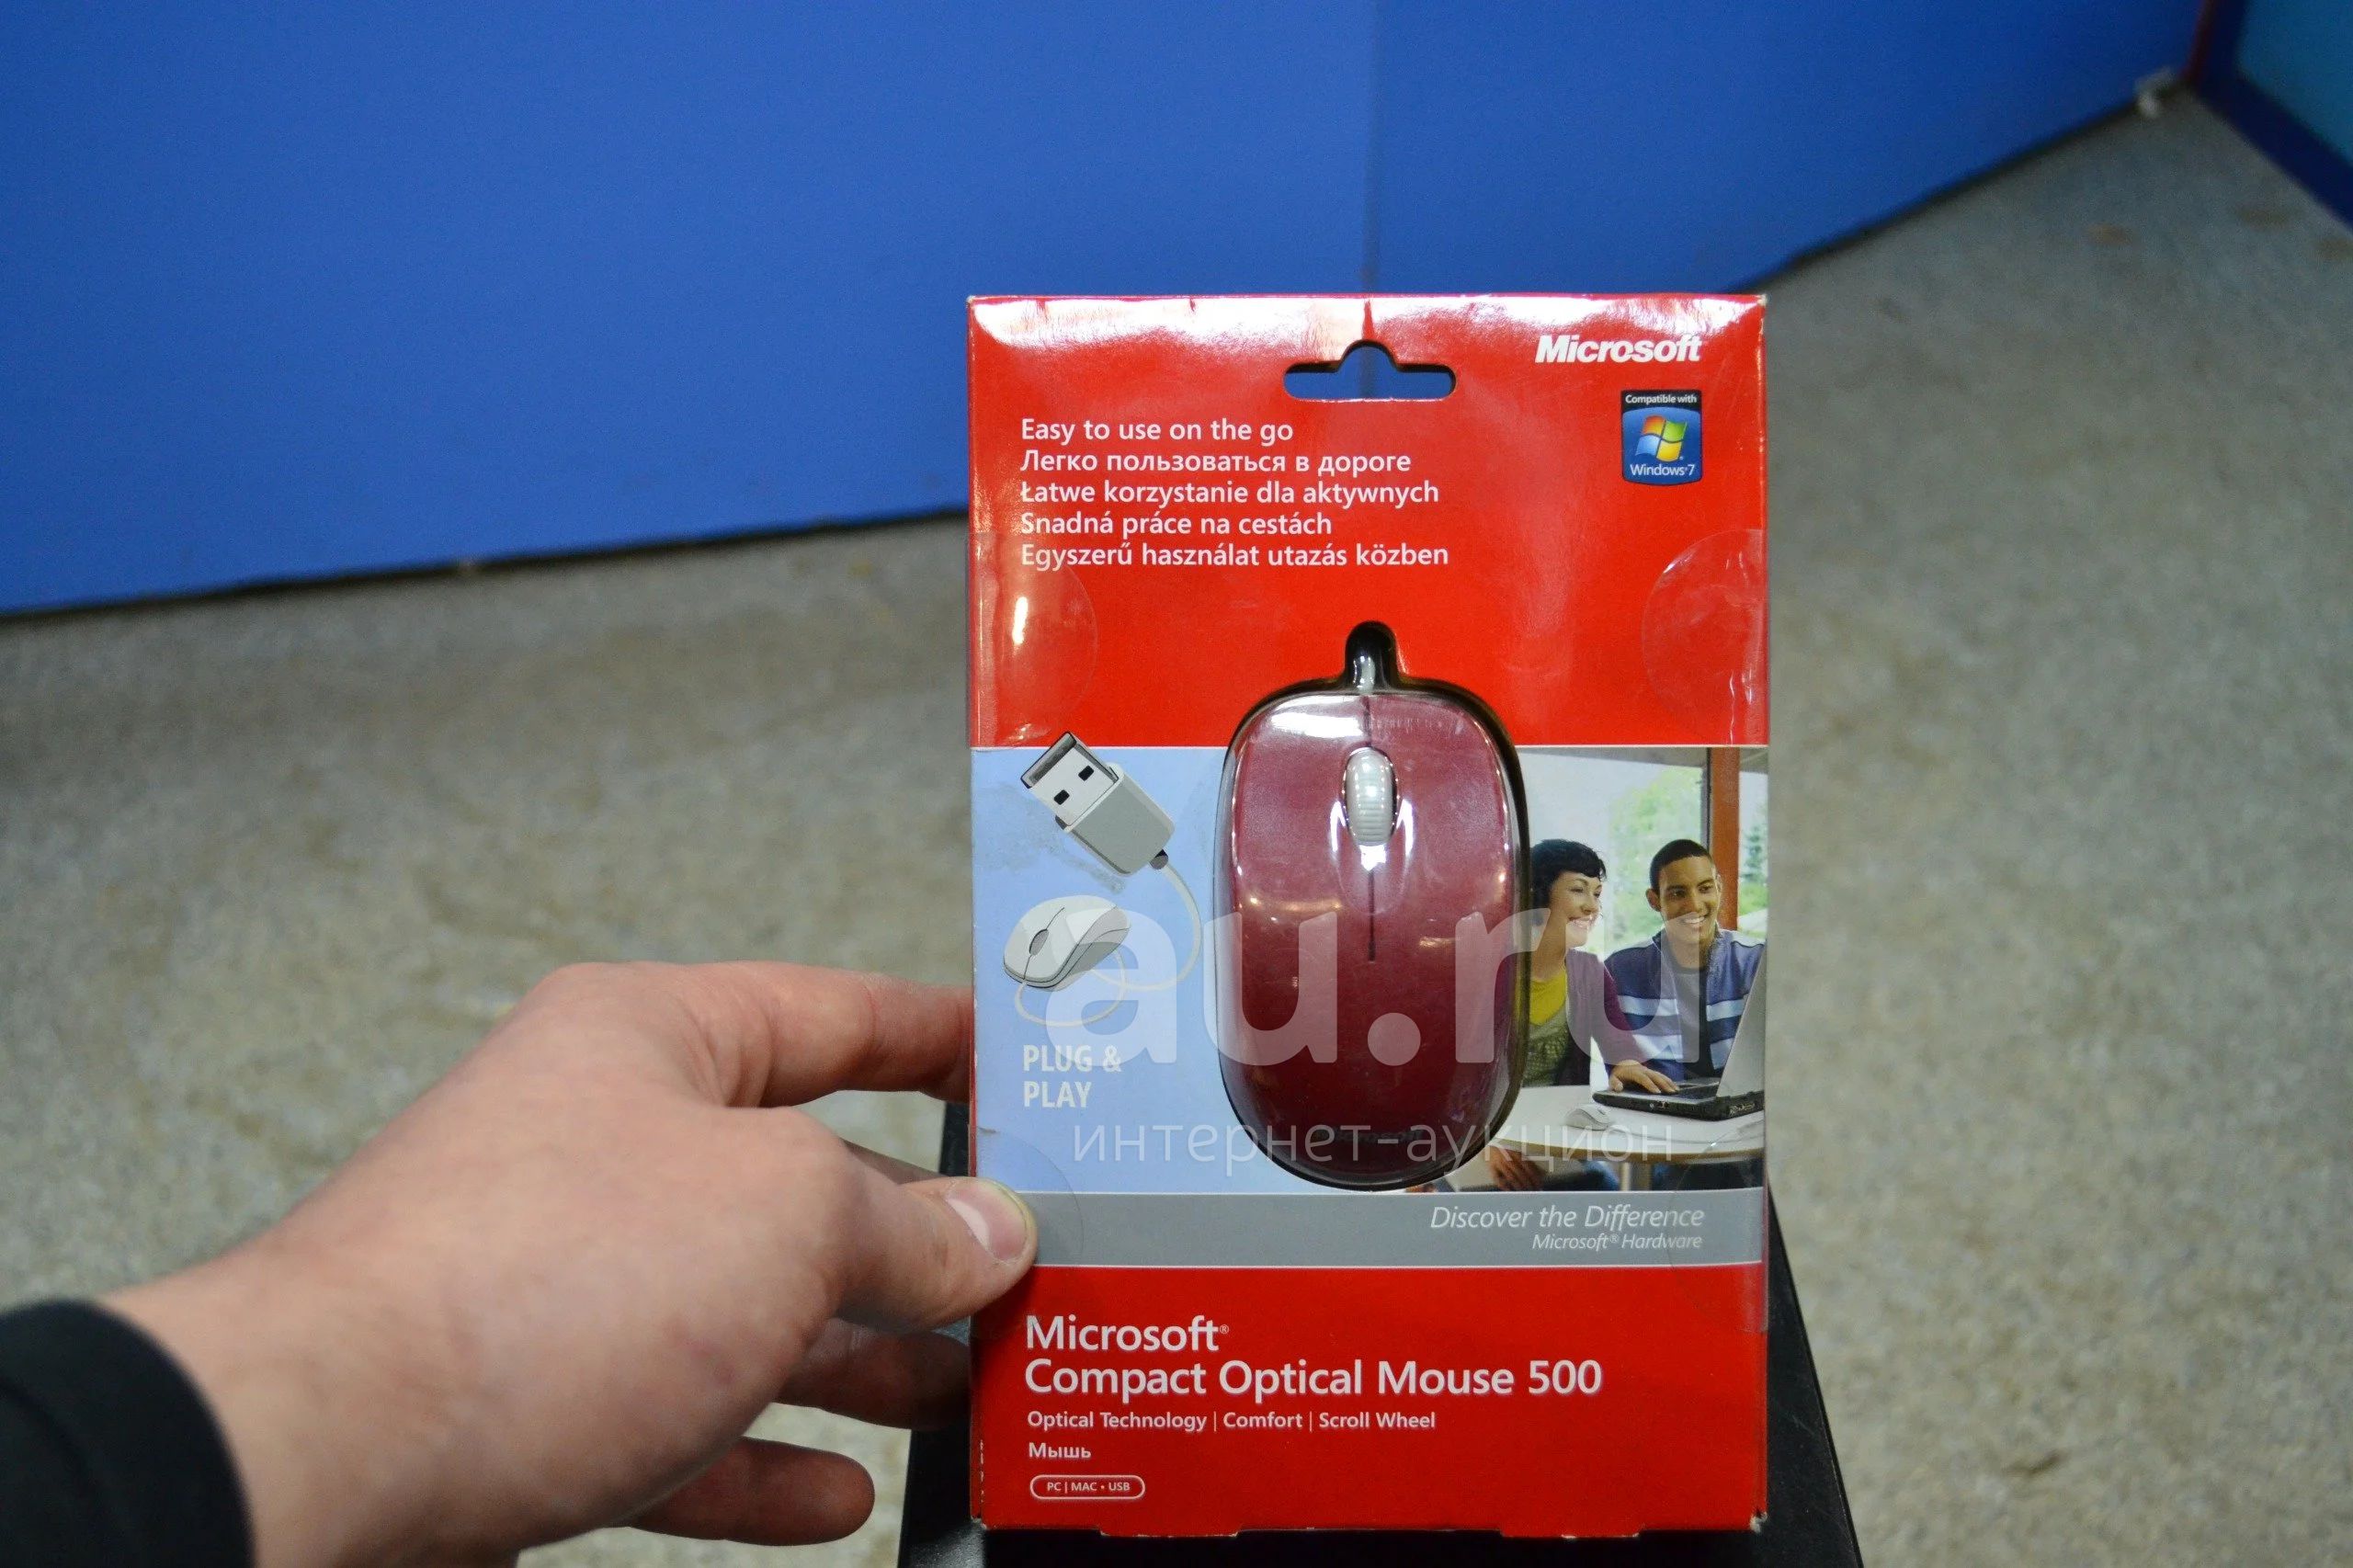 Microsoft
Compatible with
Windows 7
Easy to use on the go
Легко пользоваться в дороге
Łatwe korzystanie dla aktywnych
Snadná práce na cestách
Egyszerű használat utazás közben
au.ru
PLUG &
PLAY
интернет-аукцион
Discover the Difference
Microsoft® Hardware
Microsoft®
Compact Optical Mouse 500
Optical Technology | Comfort | Scroll Wheel
Мышь
PC | MAC • USB